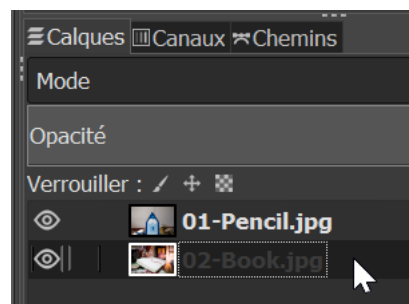 Calques Canaux Chemins
Mode
Opacité
Verrouiller :
01-Pencil.jpg
02-Book.jpg